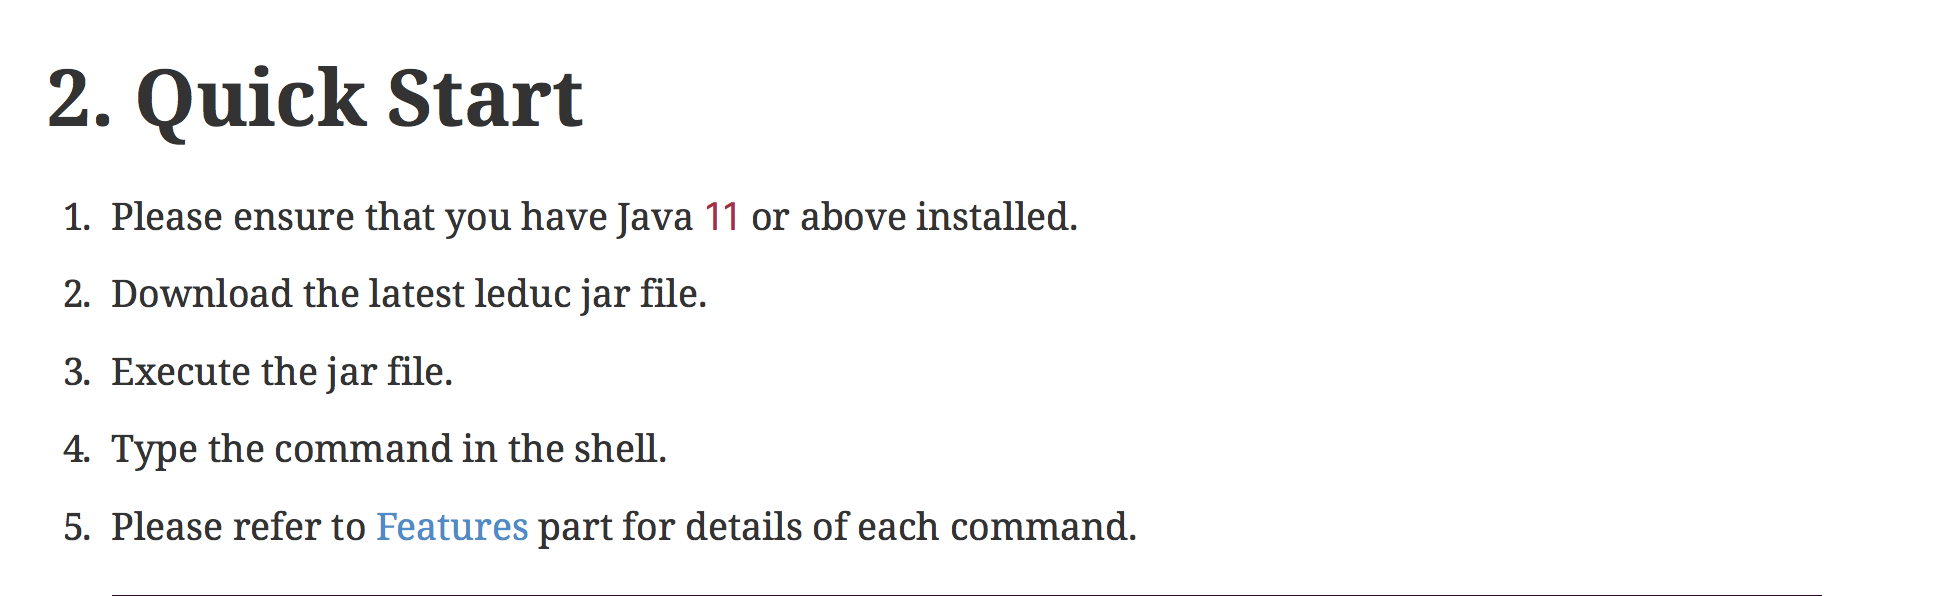 2. Quick Start
1. Please ensure that you have Java 11 or above installed.
2. Download the latest leduc jar file.
3. Execute the jar file.
4. Type the command in the shell.
5. Please refer to Features part for details of each command.